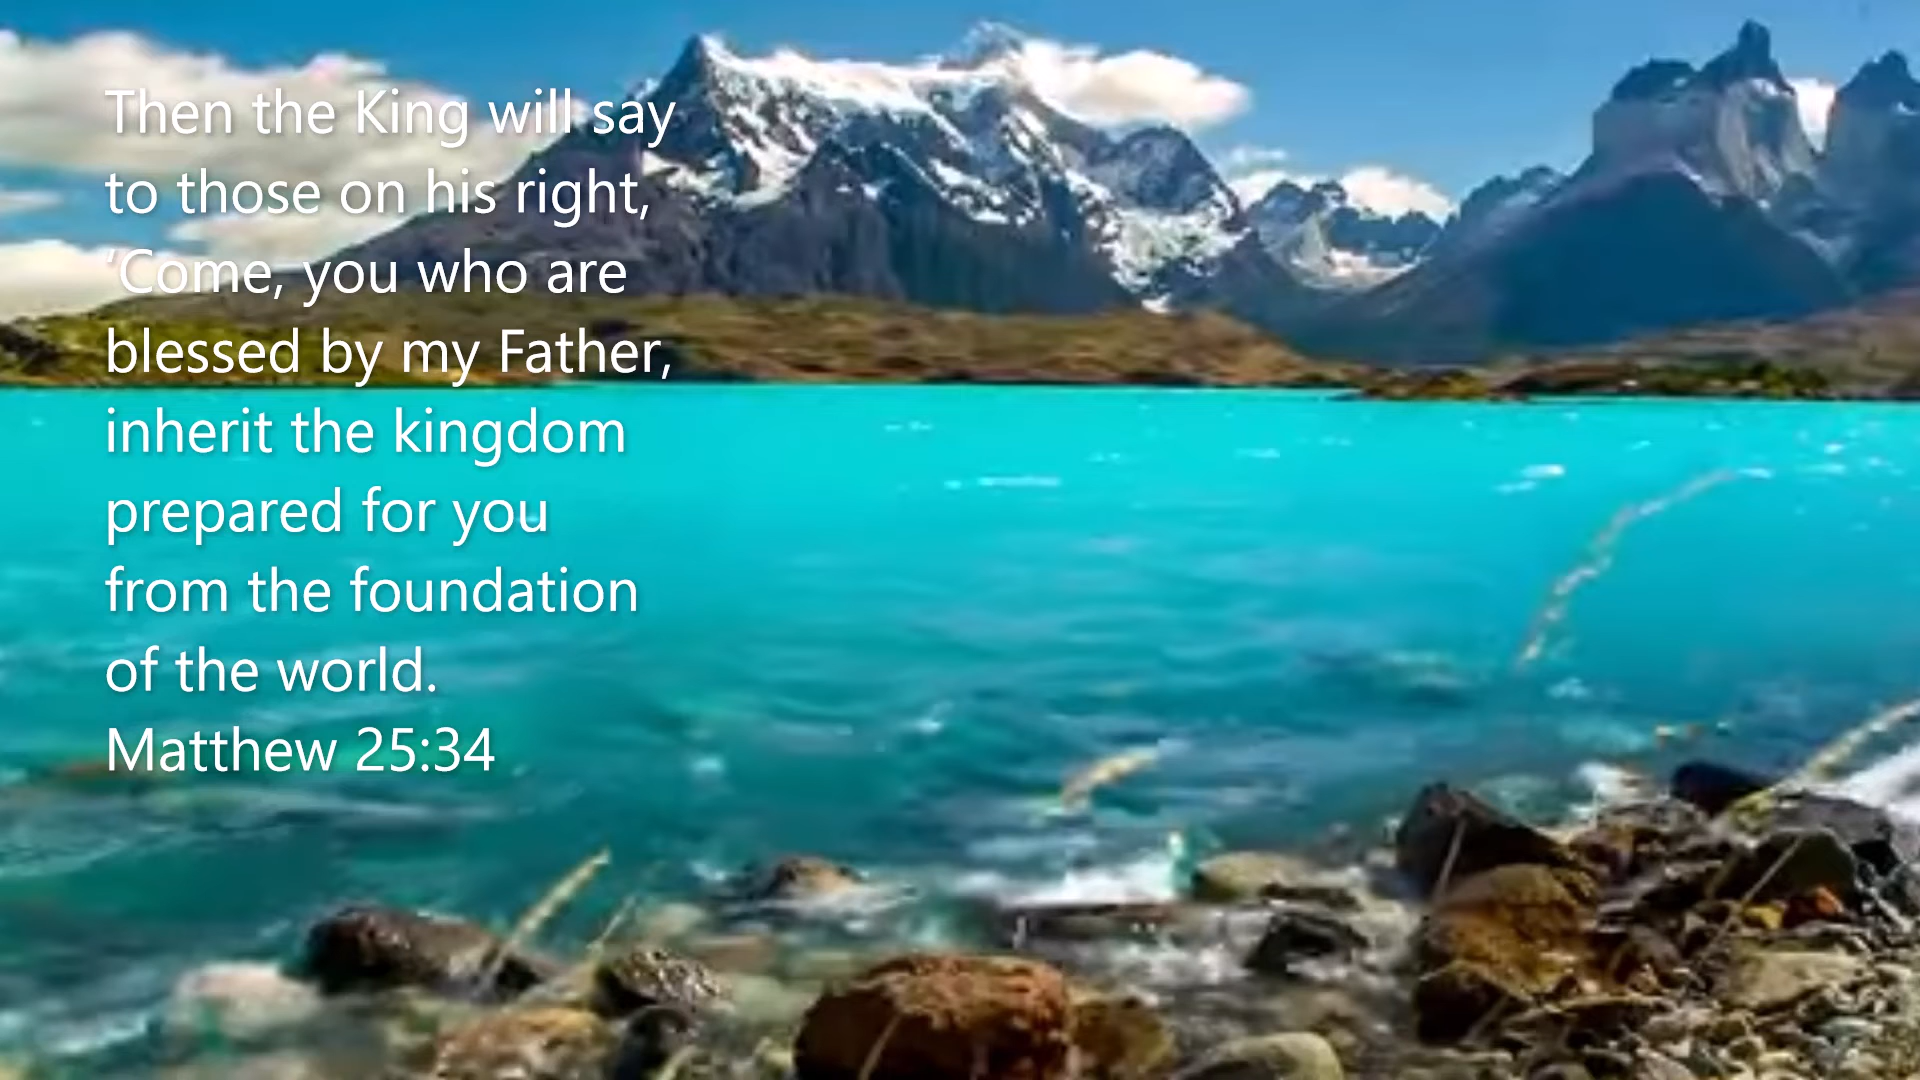 Then the King will say
to those on his right,
‘Come, you who are
blessed by my Father,
inherit the kingdom
prepared for you
from the foundation
of the world.
Matthew 25:34